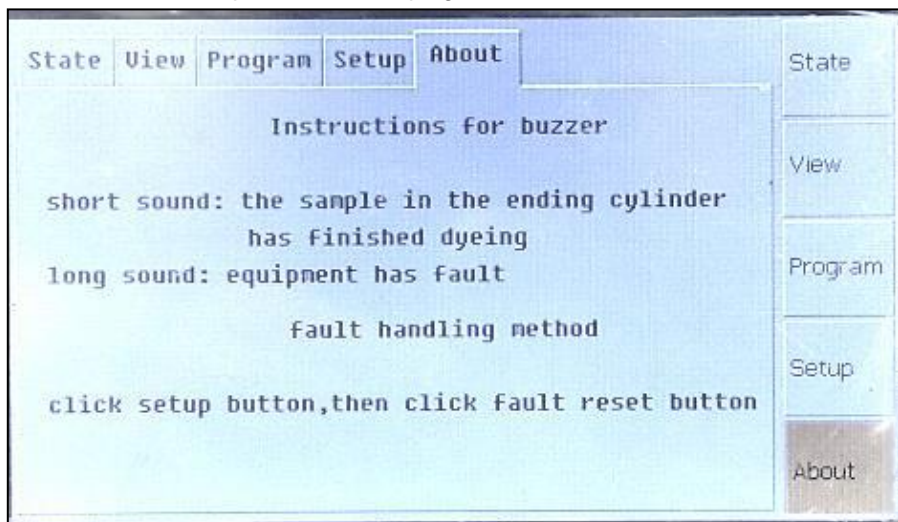 State View Program Setup About
Instructions for buzzer
short sound: the sample in the ending cylinder
has finished dyeing
long sound: equipment has fault
fault handling method
click setup button,then click fault reset button
State
View
Program
Setup
About